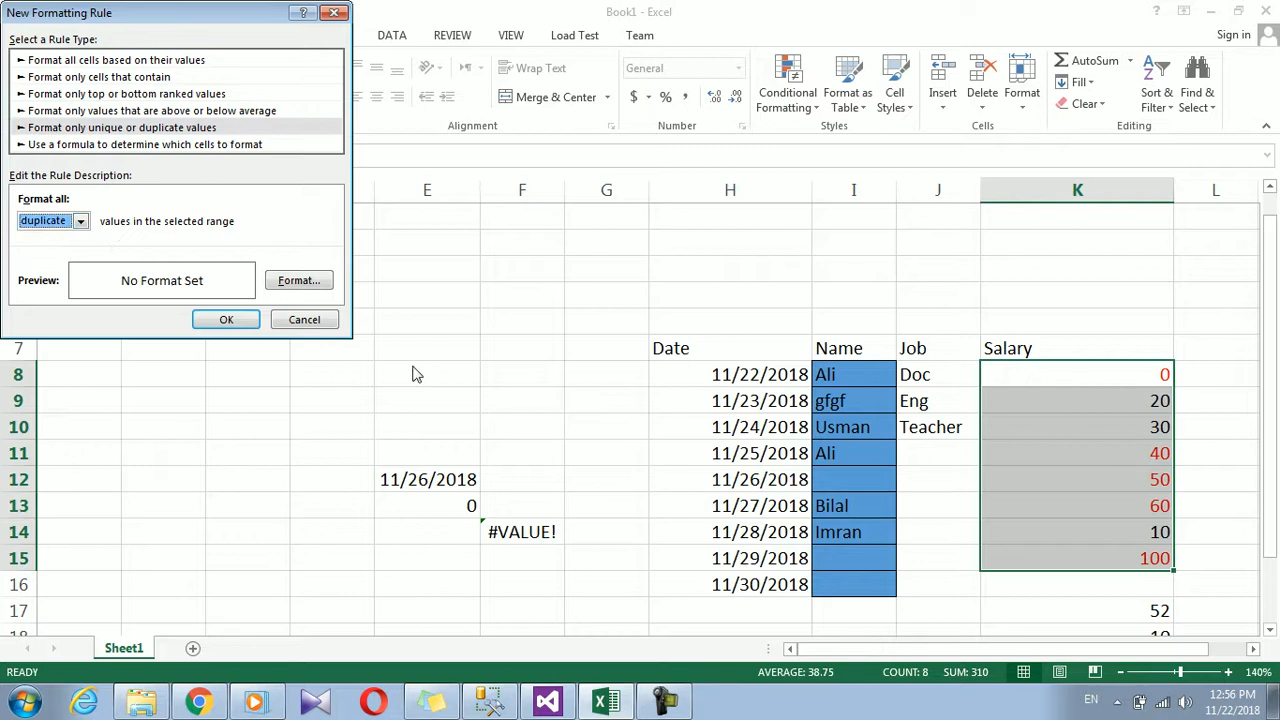 New Formatting Rule
Book1 - Excel
Sign in
DATA
REVIEW
VIEW
Load Test
Team
Select a Rule Type:
► Format all cells based on their values
► Format only cells that contain
► Format only top or bottom ranked values
► Format only values that are above or below average
► Format only unique or duplicate values
► Use a formula to determine which cells to format
Edit the Rule Description:
Format all:
duplicate values in the selected range
Preview: No Format Set Format...
OK Cancel
Wrap Text
Merge & Center
Alignment
General
$ % ,
Number
Conditional Formatting
Format as Table
Cell Styles
Styles
Insert
Delete
Format
Cells
AutoSum
Fill
Clear
Sort & Filter
Find & Select
Editing
E F G H I J K L
7 Date Name Job Salary
8 11/22/2018 Ali Doc 0
9 11/23/2018 gfgf Eng 20
10 11/24/2018 Usman Teacher 30
11 11/25/2018 Ali 40
12 11/26/2018 11/26/2018 50
13 0 11/27/2018 Bilal 60
14 #VALUE! 11/28/2018 Imran 10
15 11/29/2018 100
16 11/30/2018
17 52
18 10
Sheet1
READY AVERAGE: 38.75 COUNT: 8 SUM: 310 140%
EN 12:56 PM
11/22/2018